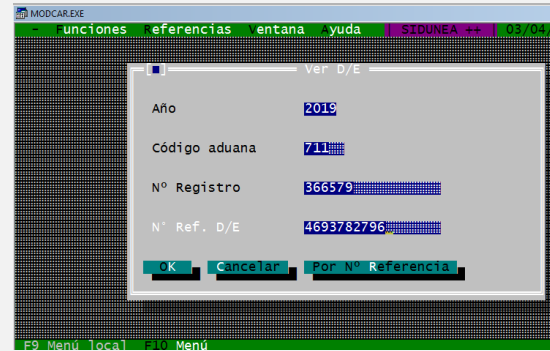 MODCAR.EXE
- Funciones Referencias Ventana Ayuda | SIDUNEA ++ | 03/04/
[■] Ver D/E
Año 2019
Código aduana 711
Nº Registro 366579
N° Ref. D/E 4693782796
OK Cancelar Por Nº Referencia
F9 Menú local F10 Menú